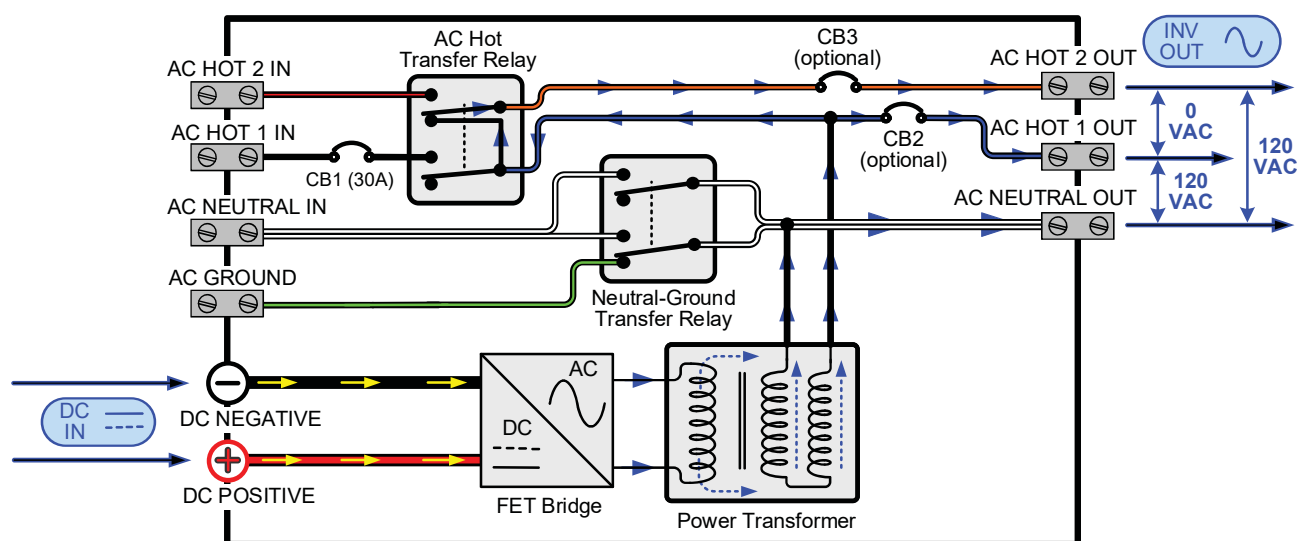 AC Hot
Transfer Relay
CB3
(optional)
INV
OUT
AC HOT 2 IN
AC HOT 2 OUT
AC HOT 1 IN
AC HOT 1 OUT
0
VAC
120
VAC
CB1 (30A)
CB2
(optional)
120
VAC
AC NEUTRAL IN
AC NEUTRAL OUT
AC GROUND
Neutral-Ground
Transfer Relay
DC
IN
DC NEGATIVE
AC
DC
DC POSITIVE
FET Bridge
Power Transformer